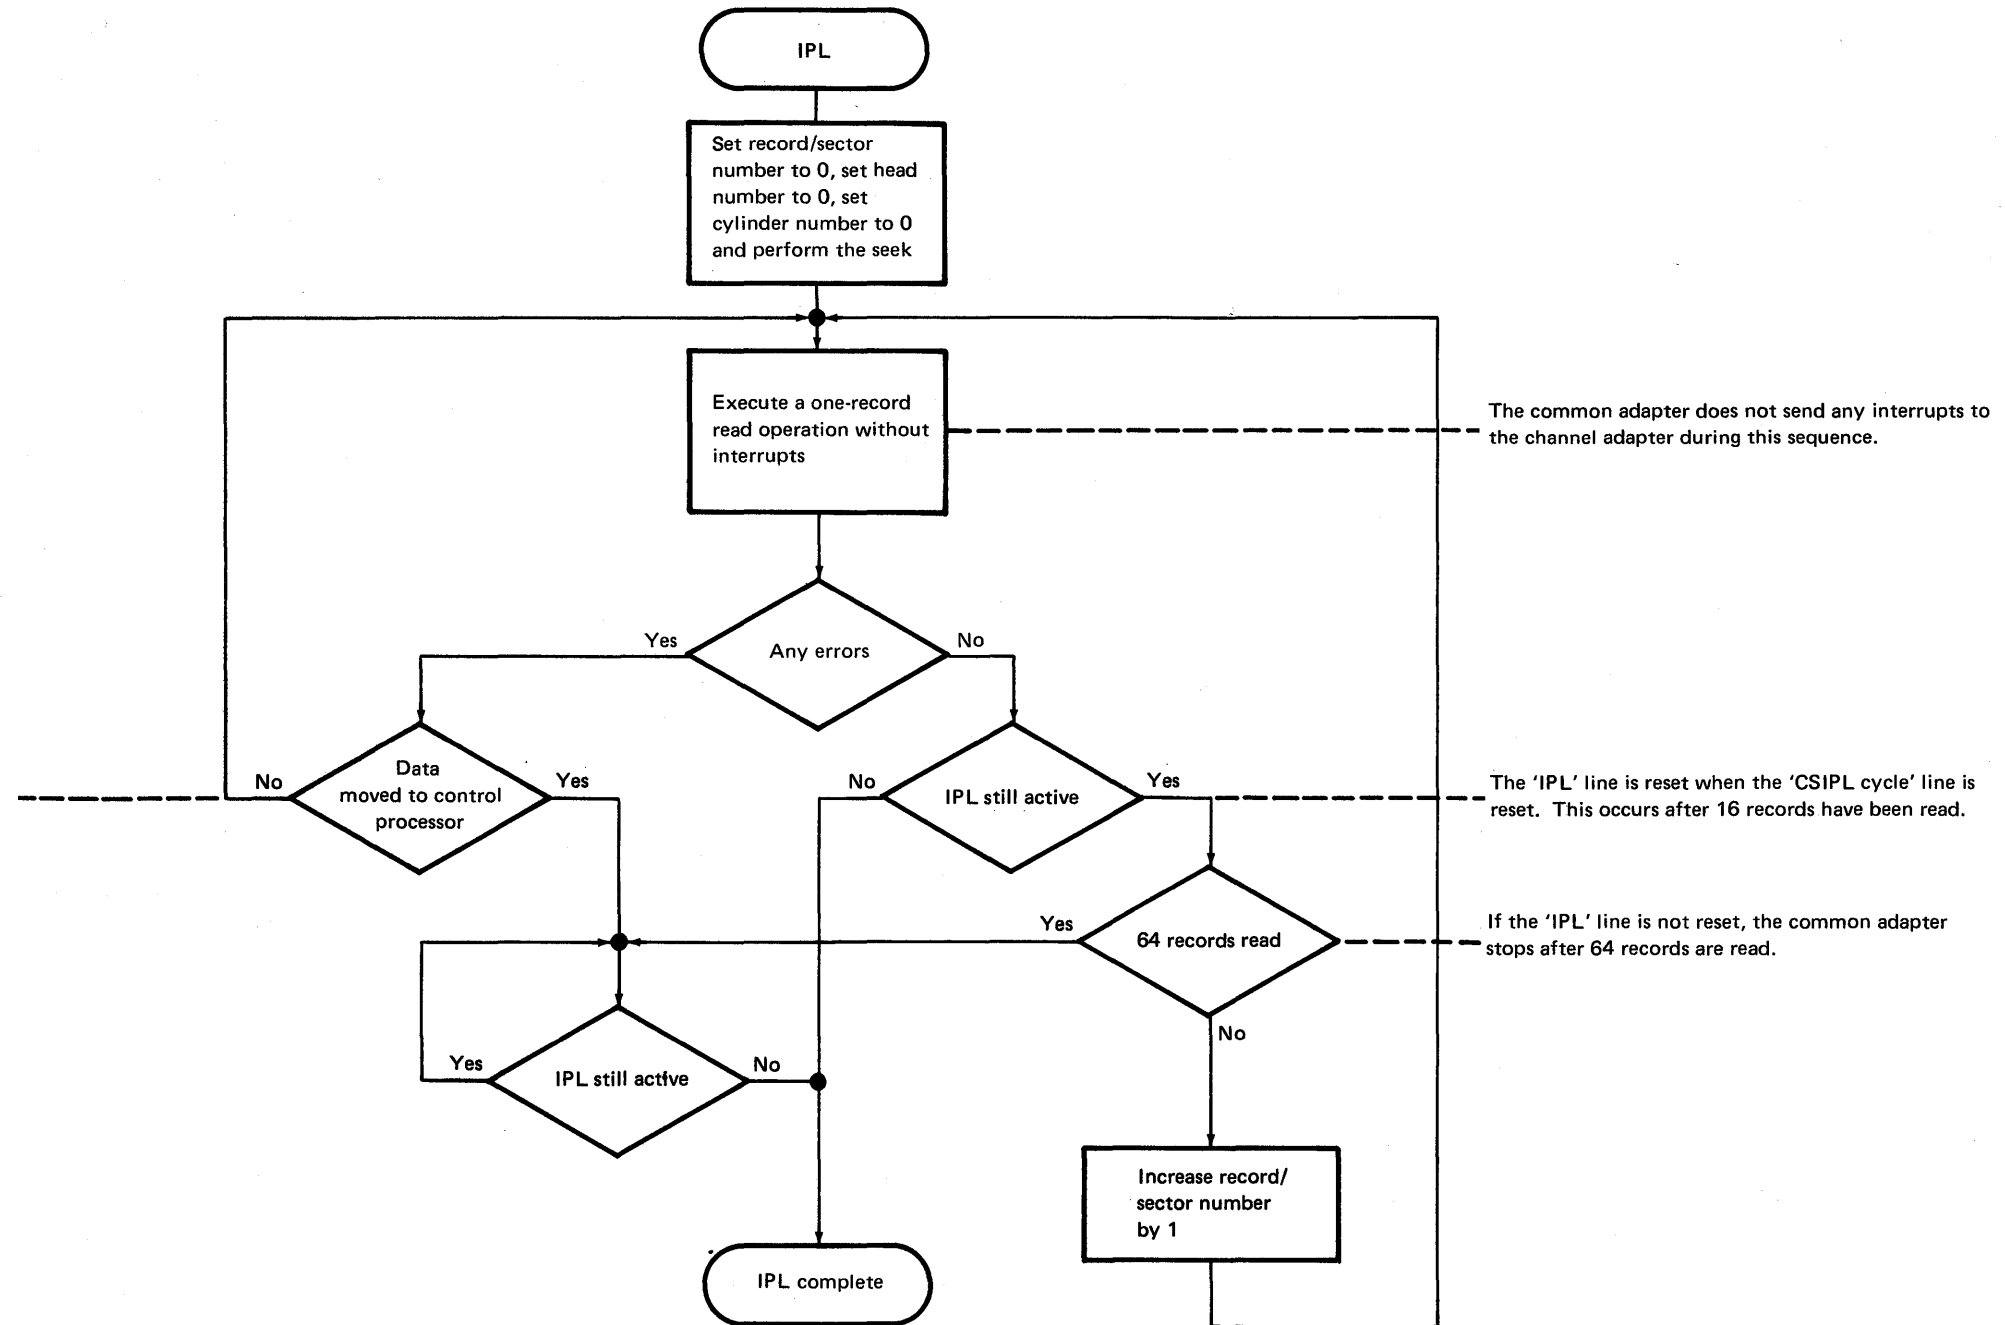 IPL
Set record/sector
number to 0, set head
number to 0, set
cylinder number to 0
and perform the seek
Execute a one-record
read operation without
interrupts
The common adapter does not send any interrupts to
the channel adapter during this sequence.
Yes
Any errors
No
No
Data
moved to control
processor
Yes
No
IPL still active
Yes
The 'IPL' line is reset when the 'CSIPL cycle' line is
reset. This occurs after 16 records have been read.
Yes
64 records read
No
If the 'IPL' line is not reset, the common adapter
stops after 64 records are read.
Yes
IPL still active
No
Increase record/
sector number
by 1
IPL complete